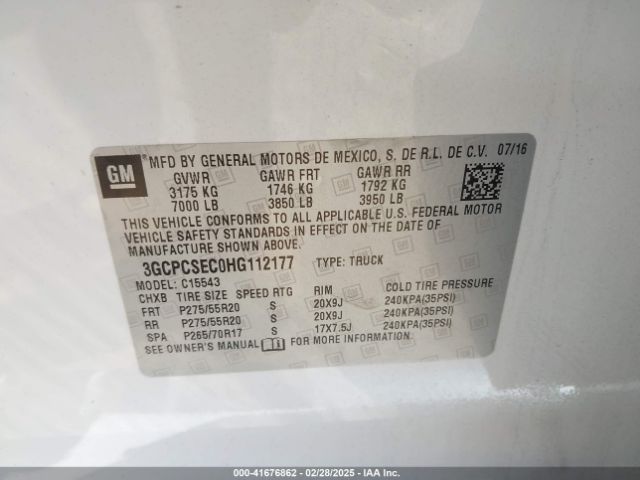 GM
MFD BY GENERAL MOTORS DE MEXICO, S. DE R.L. DE C.V. 07/16
GVWR GAWR FRT GAWR RR
3175 KG 1746 KG 1792 KG
7000 LB 3850 LB 3950 LB
THIS VEHICLE CONFORMS TO ALL APPLICABLE U.S. FEDERAL MOTOR
VEHICLE SAFETY STANDARDS IN EFFECT ON THE DATE OF
MANUFACTURE SHOWN ABOVE.
3GCPCSEC0HG112177 TYPE: TRUCK
MODEL: C15543
CHXB TIRE SIZE SPEED RTG RIM COLD TIRE PRESSURE
FRT P275/55R20 S 20X9J 240KPA(35PSI)
RR P275/55R20 S 20X9J 240KPA(35PSI)
SPA P265/70R17 S 17X7.5J 240KPA(35PSI)
SEE OWNER'S MANUAL FOR MORE INFORMATION.
000-41676862 - 02/28/2025 - IAA Inc.